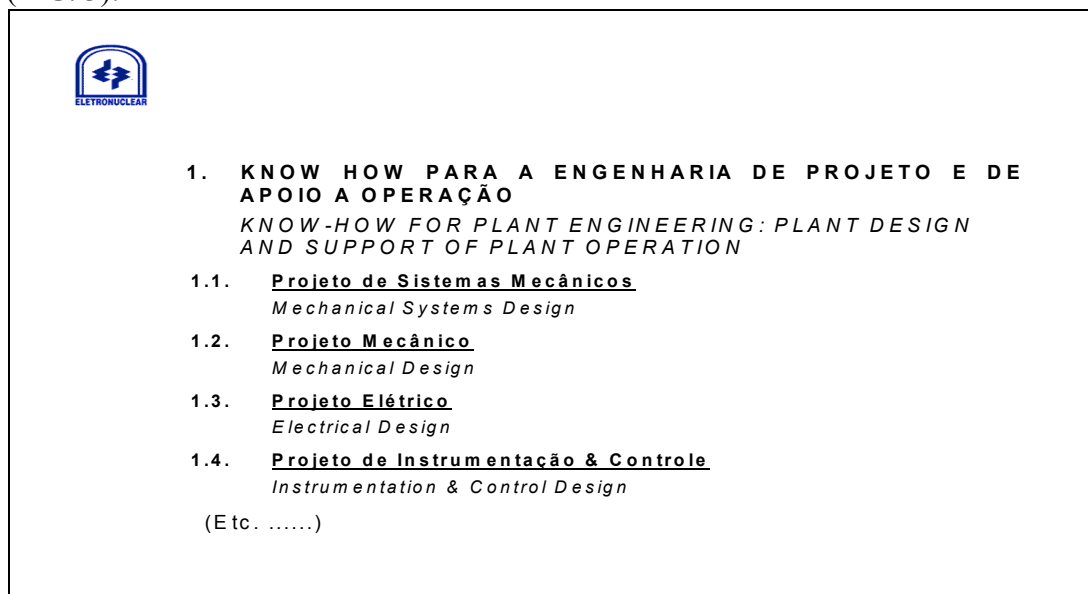 ELETRONUCLEAR
1. KNOW HOW PARA A ENGENHARIA DE PROJETO E DE
APOIO A OPERAÇÃO
KNOW-HOW FOR PLANT ENGINEERING: PLANT DESIGN
AND SUPPORT OF PLANT OPERATION
1.1. Projeto de Sistemas Mecânicos
Mechanical Systems Design
1.2. Projeto Mecânico
Mechanical Design
1.3. Projeto Elétrico
Electrical Design
1.4. Projeto de Instrumentação & Controle
Instrumentation & Control Design
(Etc. ......)